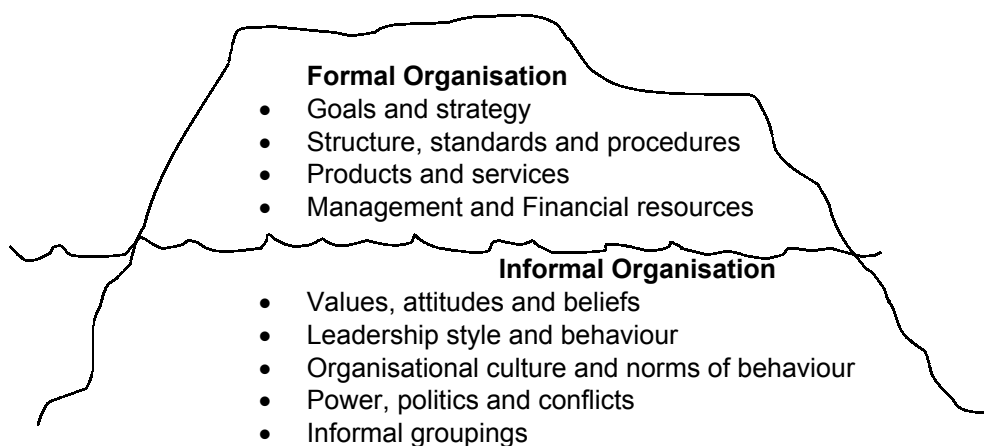 Formal Organisation
• Goals and strategy
• Structure, standards and procedures
• Products and services
• Management and Financial resources
Informal Organisation
• Values, attitudes and beliefs
• Leadership style and behaviour
• Organisational culture and norms of behaviour
• Power, politics and conflicts
• Informal groupings